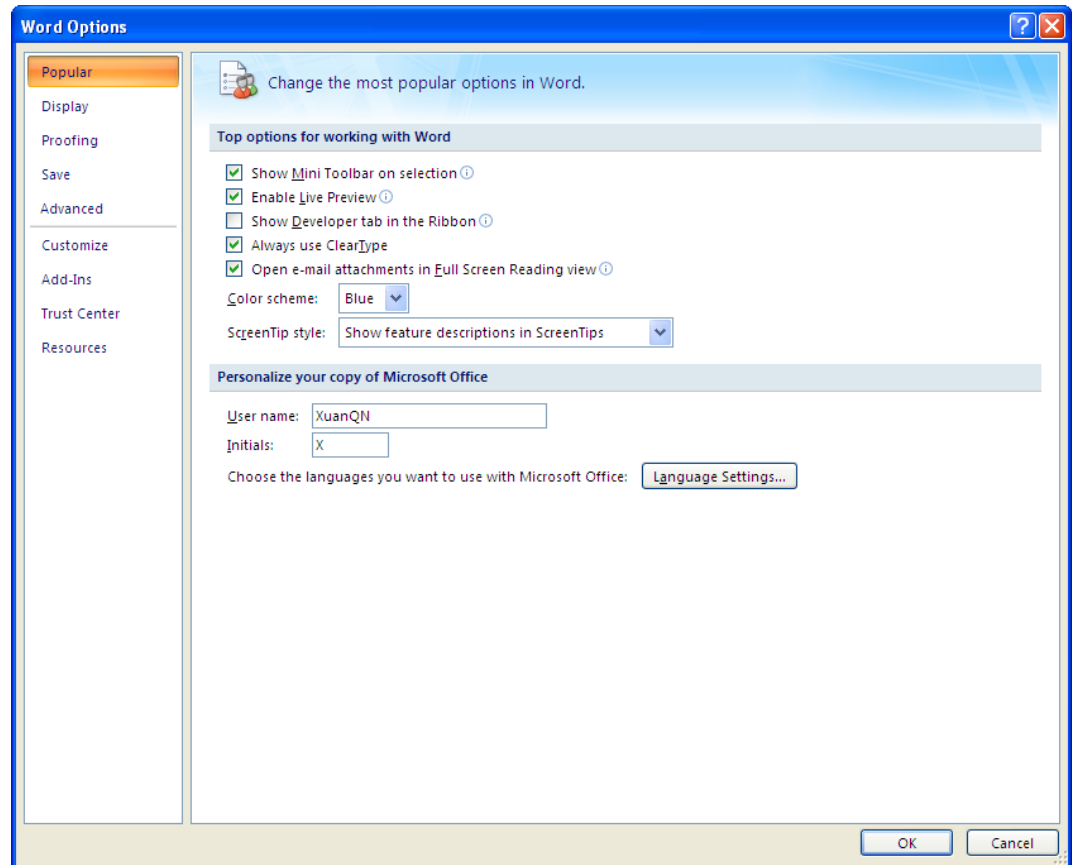 Word Options
Popular
Display
Proofing
Save
Advanced
Customize
Add-Ins
Trust Center
Resources
Change the most popular options in Word.
Top options for working with Word
Show Mini Toolbar on selection
Enable Live Preview
Show Developer tab in the Ribbon
Always use ClearType
Open e-mail attachments in Full Screen Reading view
Color scheme: Blue
ScreenTip style: Show feature descriptions in ScreenTips
Personalize your copy of Microsoft Office
User name: XuanQN
Initials: X
Choose the languages you want to use with Microsoft Office: Language Settings...
OK Cancel